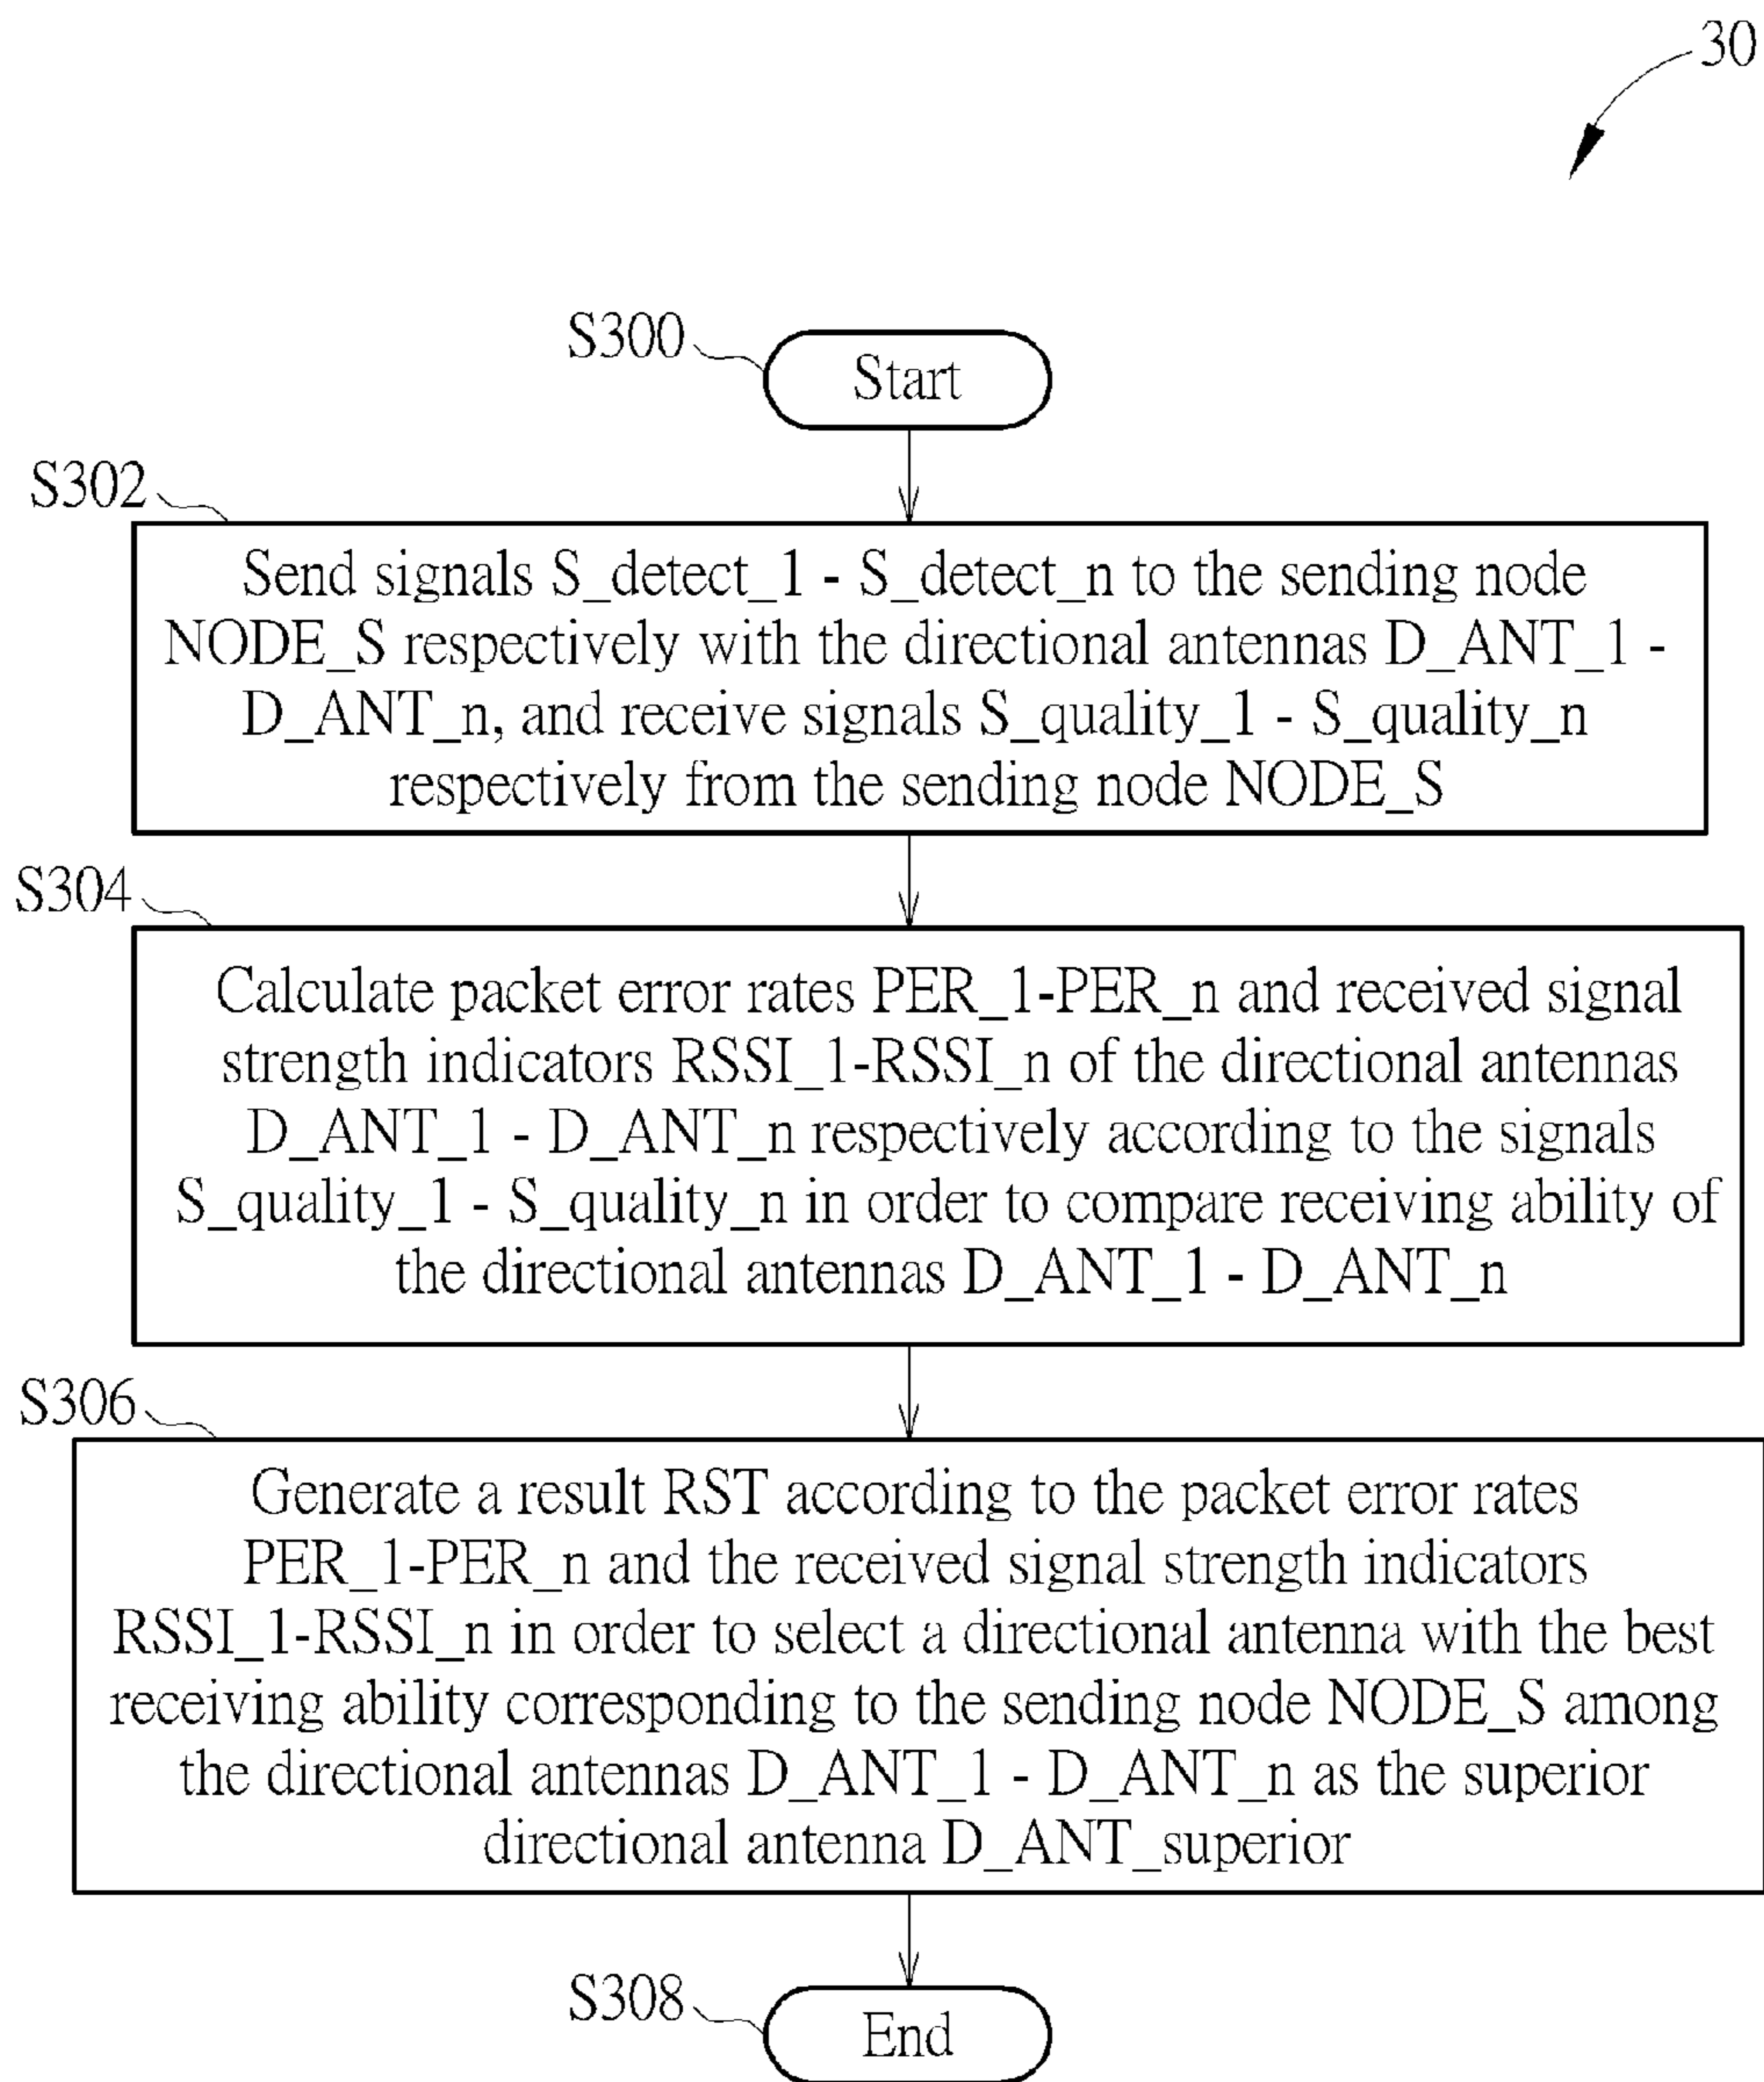 30
S300
Start
S302
Send signals S_detect_1 - S_detect_n to the sending node
NODE_S respectively with the directional antennas D_ANT_1 -
D_ANT_n, and receive signals S_quality_1 - S_quality_n
respectively from the sending node NODE_S
S304
Calculate packet error rates PER_1-PER_n and received signal
strength indicators RSSI_1-RSSI_n of the directional antennas
D_ANT_1 - D_ANT_n respectively according to the signals
S_quality_1 - S_quality_n in order to compare receiving ability of
the directional antennas D_ANT_1 - D_ANT_n
S306
Generate a result RST according to the packet error rates
PER_1-PER_n and the received signal strength indicators
RSSI_1-RSSI_n in order to select a directional antenna with the best
receiving ability corresponding to the sending node NODE_S among
the directional antennas D_ANT_1 - D_ANT_n as the superior
directional antenna D_ANT_superior
S308
End